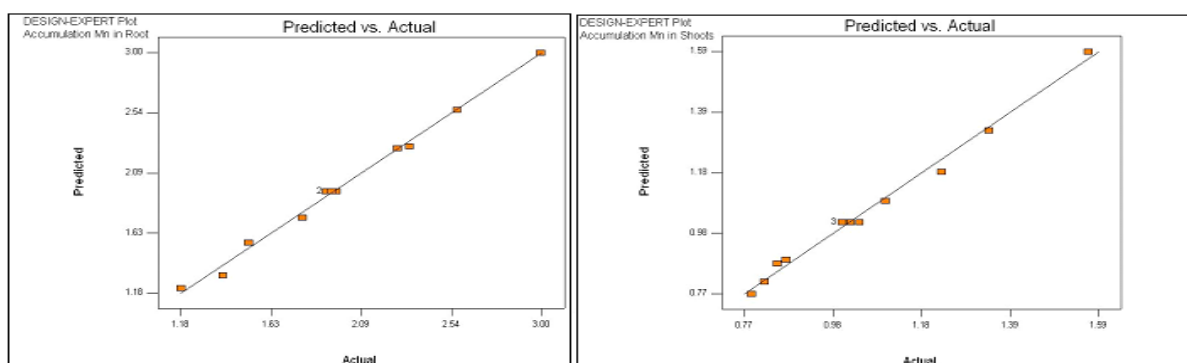 DESIGN-EXPERT Plot
Accumulation Mn in Root
Predicted vs. Actual
3.00
2.54
2.09
1.63
1.18
Predicted
2
1.18 1.63 2.09 2.54 3.00
Actual
DESIGN-EXPERT Plot
Accumulation Mn in Shoots
Predicted vs. Actual
1.59
1.39
1.18
0.98
0.77
Predicted
3
0.77 0.98 1.18 1.39 1.59
Actual